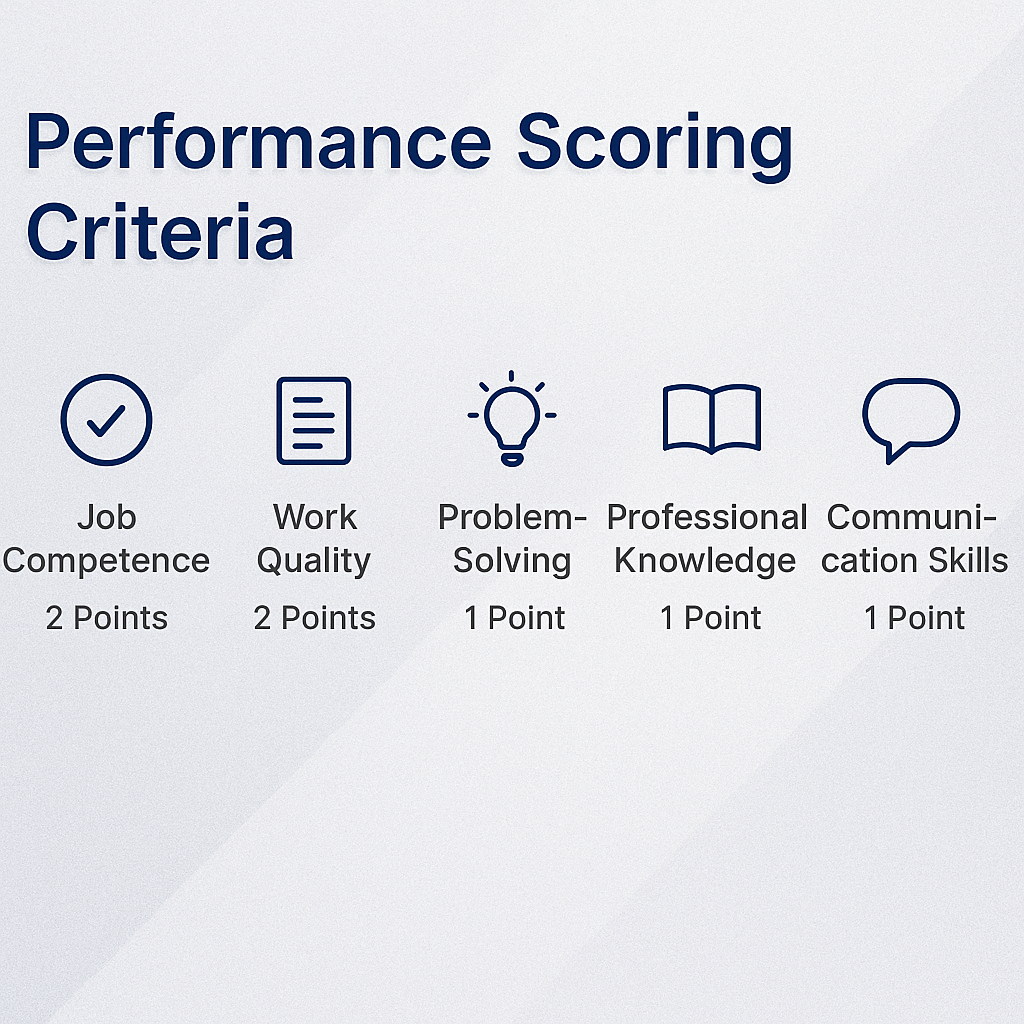 Performance Scoring
Criteria
Job
Competence
2 Points
Work
Quality
2 Points
Problem-
Solving
1 Point
Professional
Knowledge
1 Point
Communi-
cation Skills
1 Point